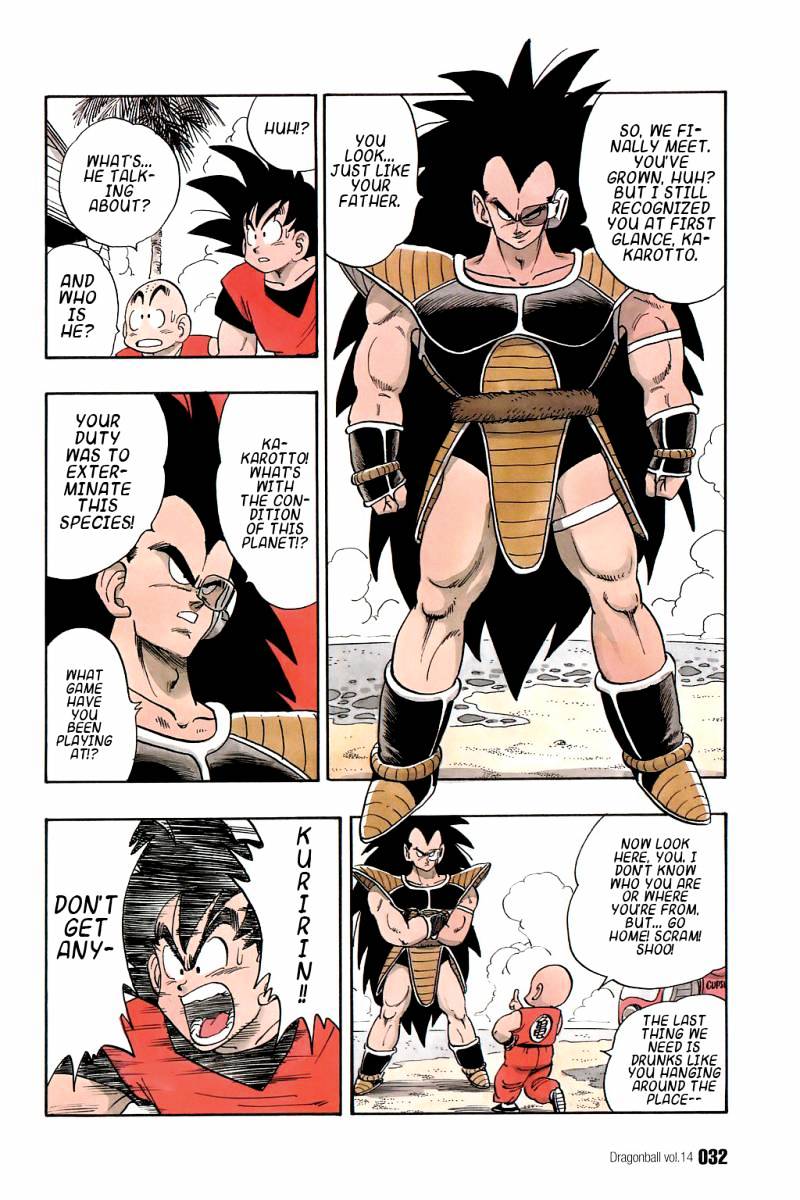 SO, WE FI-
NALLY MEET.
YOU'VE
GROWN, HUH?
BUT I STILL
RECOGNIZED
YOU AT FIRST
GLANCE, KA-
KAROTTO.
YOU
LOOK...
JUST LIKE
YOUR
FATHER.
HUH!?
WHAT'S...
HE TALK-
ING
ABOUT?
AND
WHO
IS
HE?
KA-
KAROTTO!
WHAT'S
WITH
THE CON-
DITION
OF THIS
PLANET!?
YOUR
DUTY
WAS TO
EXTER-
MINATE
THIS
SPECIES!
WHAT
GAME
HAVE
YOU
BEEN
PLAYING
AT!?
NOW LOOK
HERE, YOU. I
DON'T KNOW
WHO YOU ARE
OR WHERE
YOU'RE FROM,
BUT... GO
HOME! SCRAM!
SHOO!
THE LAST
THING WE
NEED IS
DRUNKS LIKE
YOU HANGING
AROUND THE
PLACE--
KURIRIN!!
DON'T
GET
ANY-
Dragonball vol.14 032